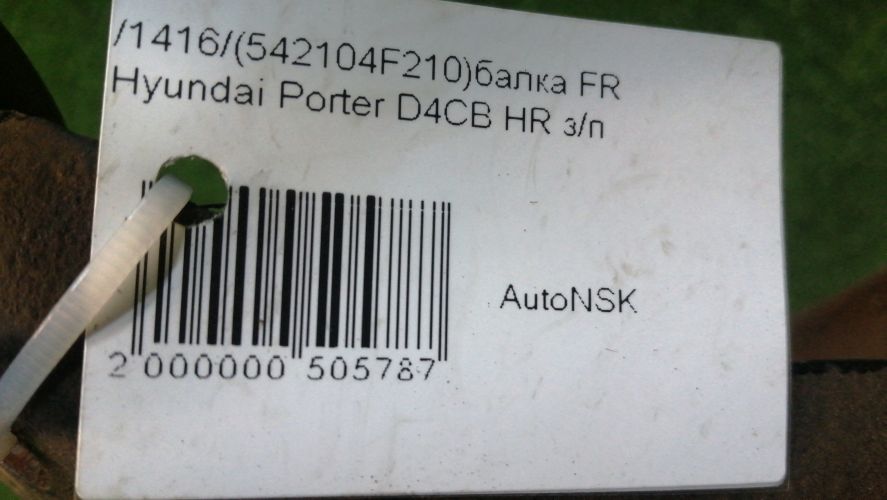 /1416/(542104F210)балка FR
Hyundai Porter D4CB HR з/п
AutoNSK
2 000000 505787